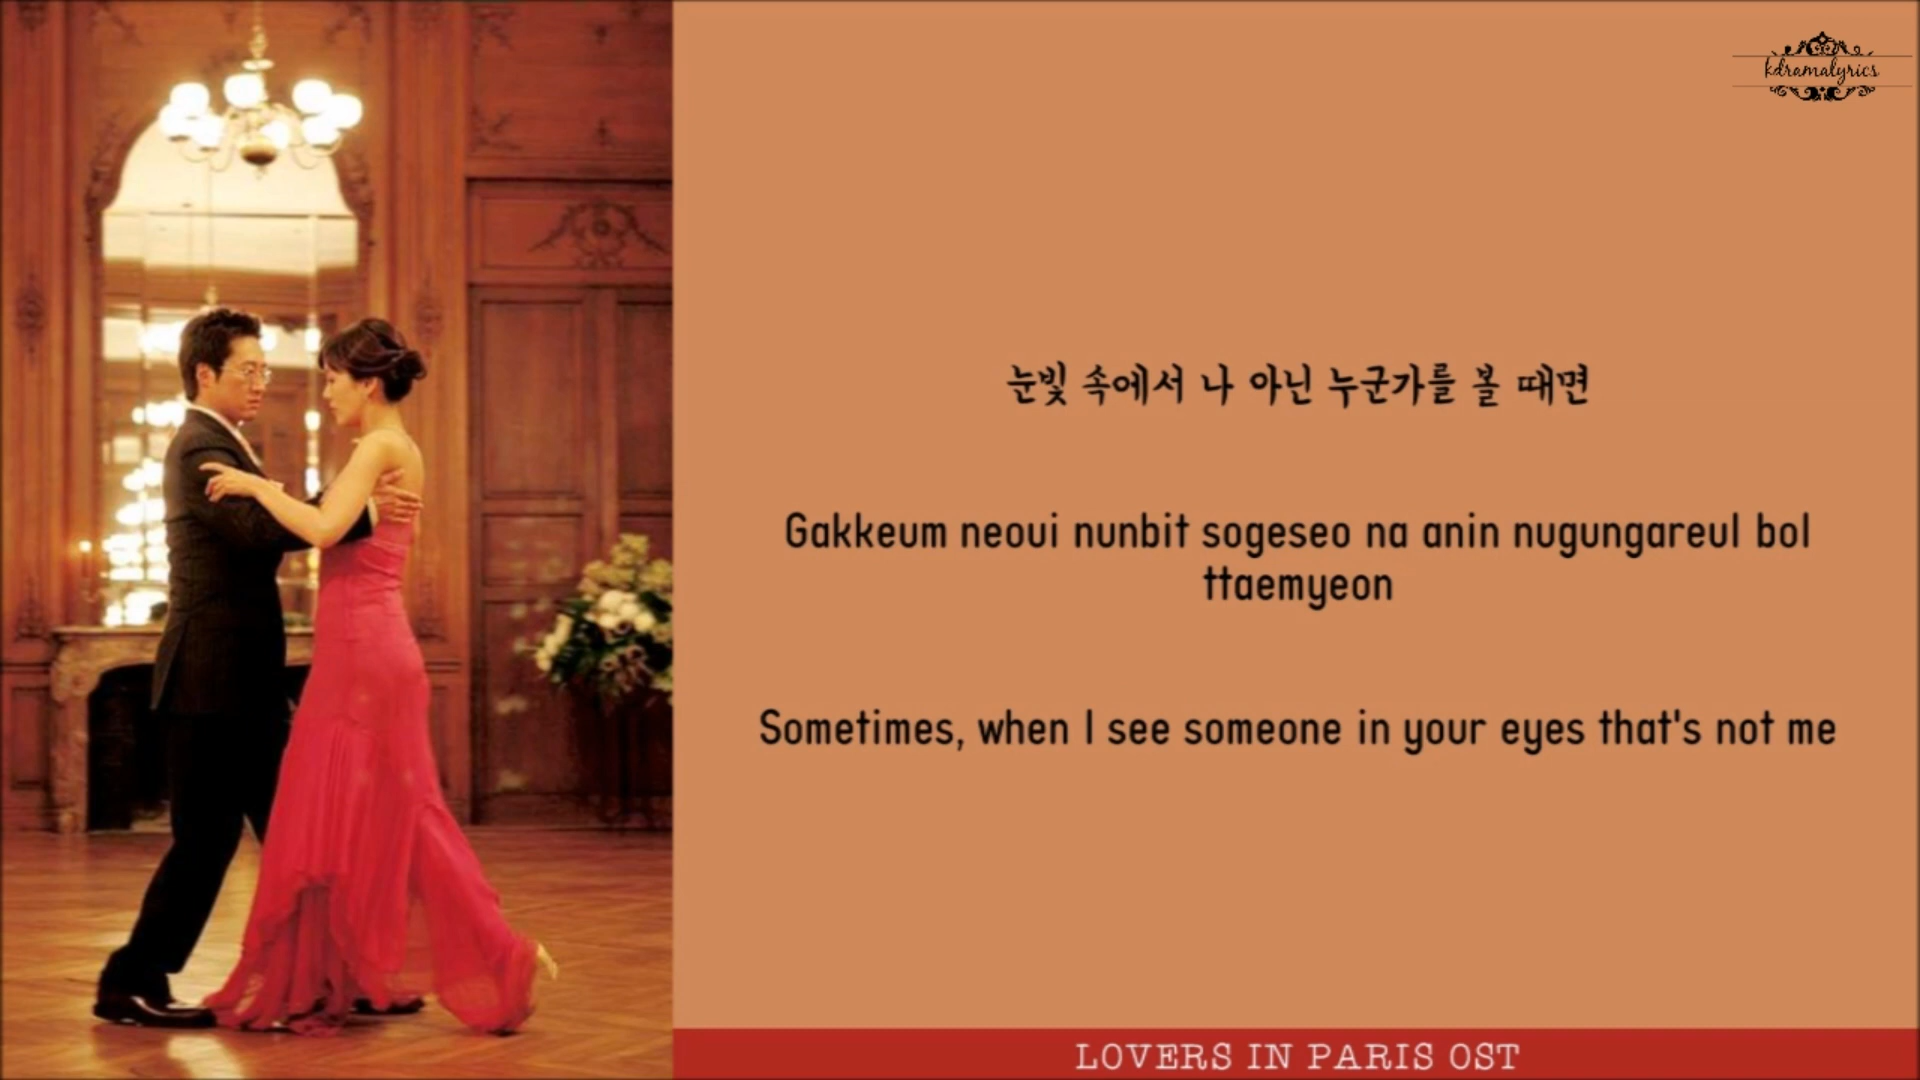 kdramalyrics
눈빛 속에서 나 아닌 누군가를 볼 때면
Gakkeum neoui nunbit sogeseo na anin nugungareul bol
ttaemyeon
Sometimes, when I see someone in your eyes that's not me
LOVERS IN PARIS OST